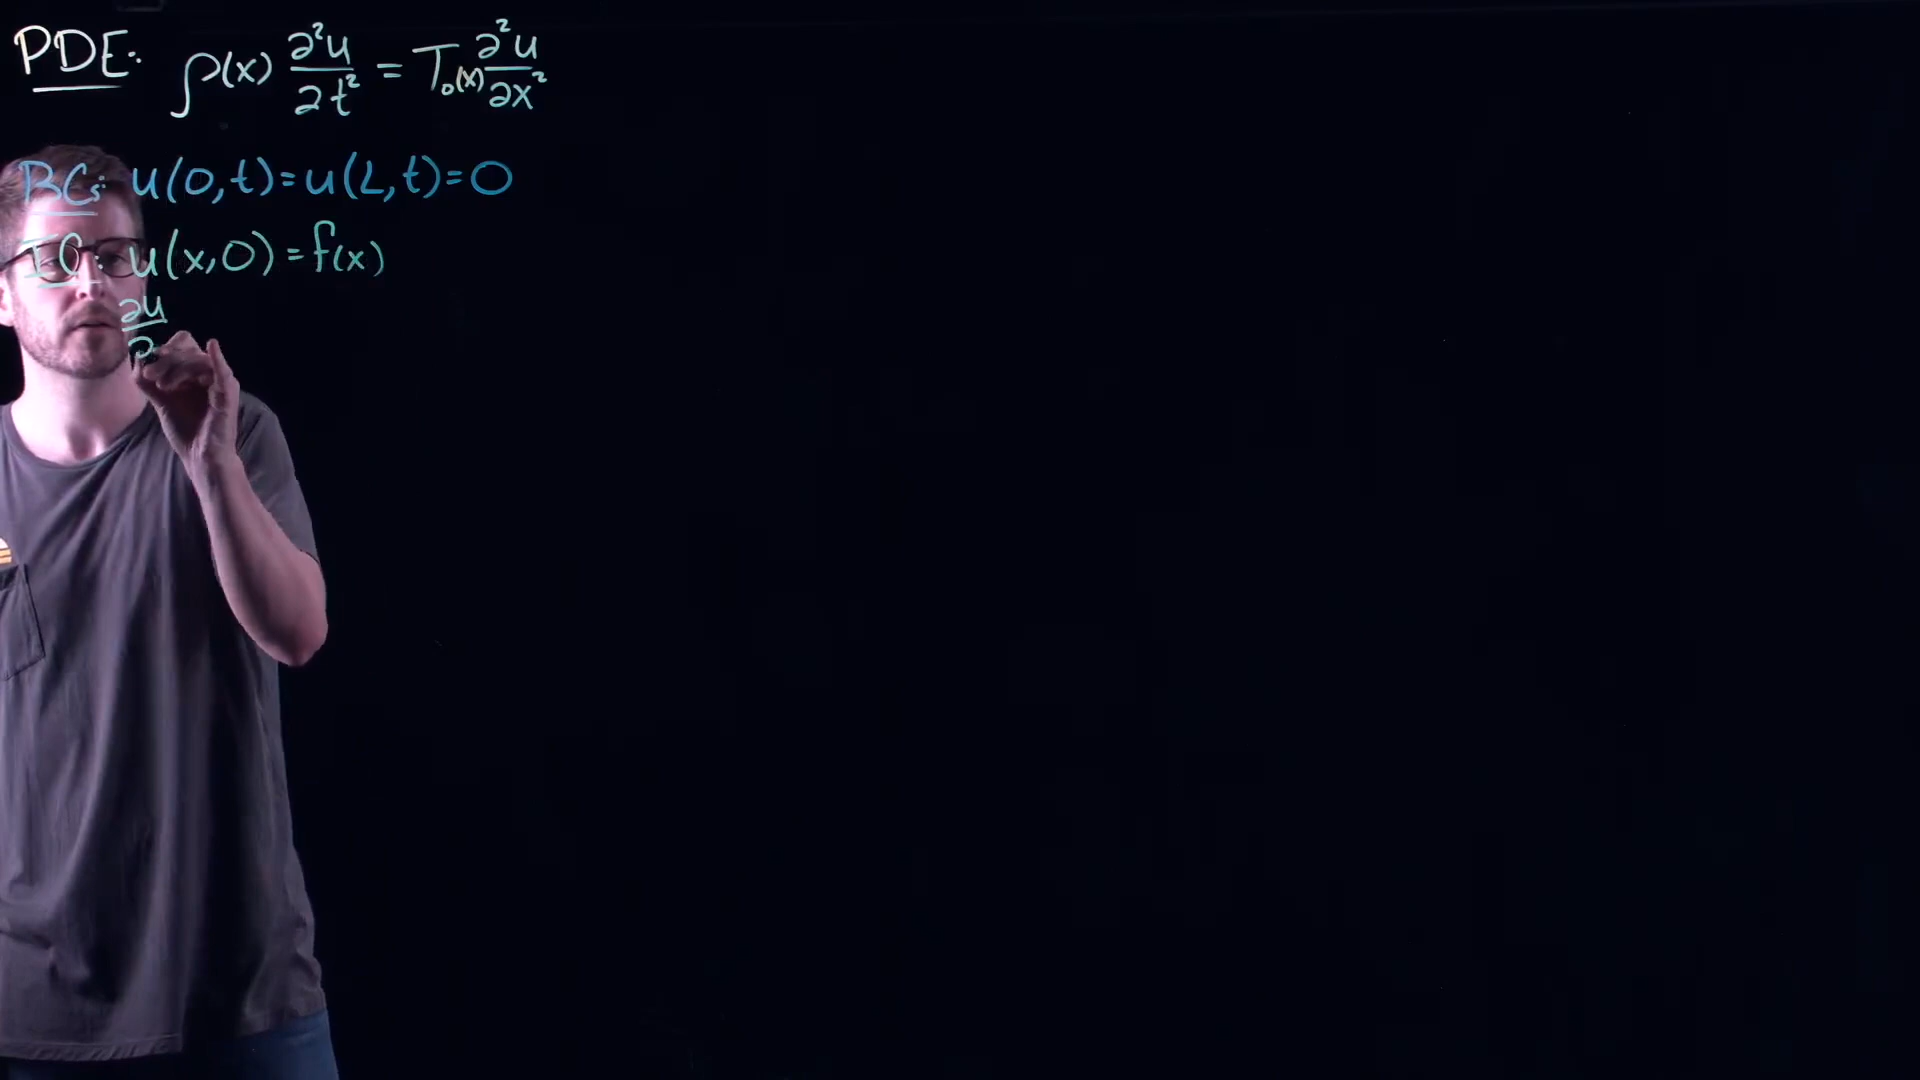 PDE: ρ(x) ∂²u/∂t² = T₀(x) ∂²u/∂x²
BCs: u(0,t)=u(L,t)=0
IC: u(x,0)=f(x)
∂u/∂